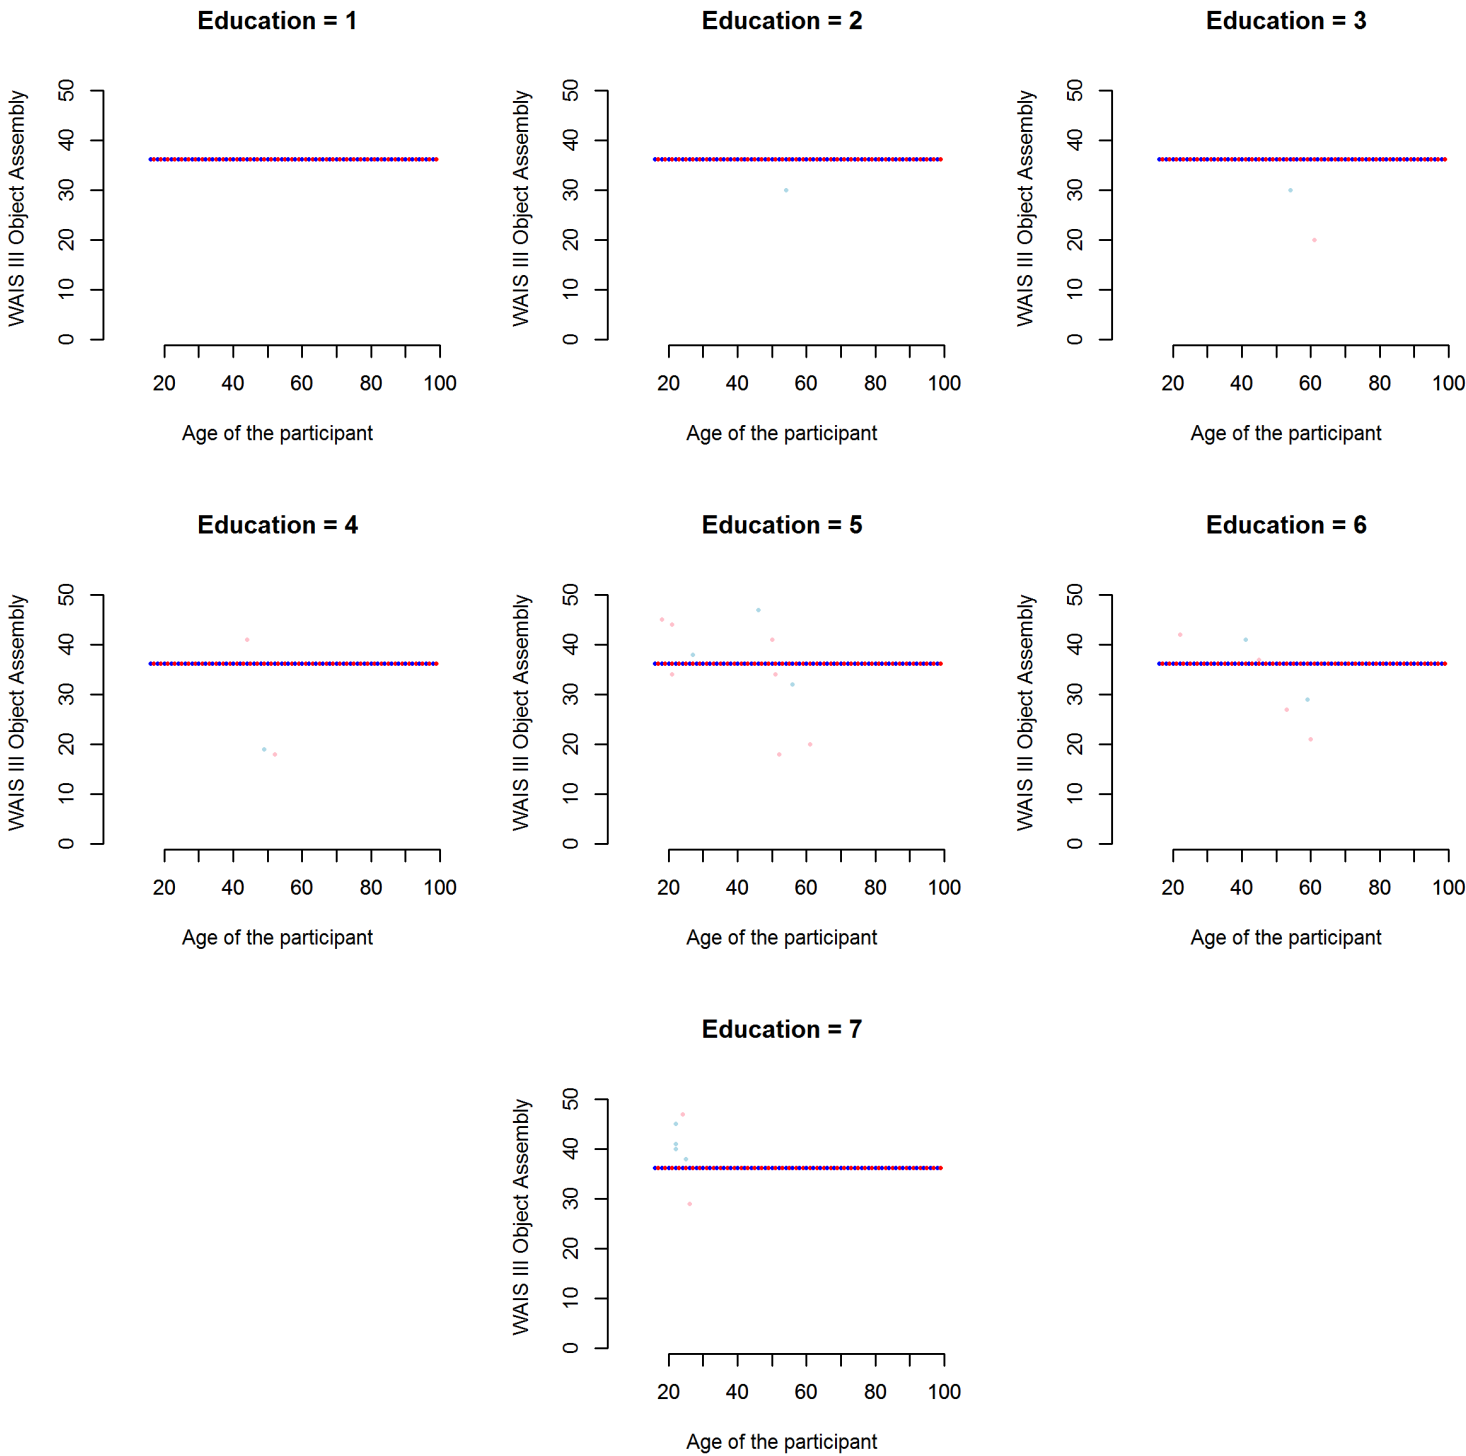 Education = 1
WAIS III Object Assembly
50
40
30
20
10
0
20 40 60 80 100
Age of the participant
Education = 2
WAIS III Object Assembly
50
40
30
20
10
0
20 40 60 80 100
Age of the participant
Education = 3
WAIS III Object Assembly
50
40
30
20
10
0
20 40 60 80 100
Age of the participant
Education = 4
WAIS III Object Assembly
50
40
30
20
10
0
20 40 60 80 100
Age of the participant
Education = 5
WAIS III Object Assembly
50
40
30
20
10
0
20 40 60 80 100
Age of the participant
Education = 6
WAIS III Object Assembly
50
40
30
20
10
0
20 40 60 80 100
Age of the participant
Education = 7
WAIS III Object Assembly
50
40
30
20
10
0
20 40 60 80 100
Age of the participant